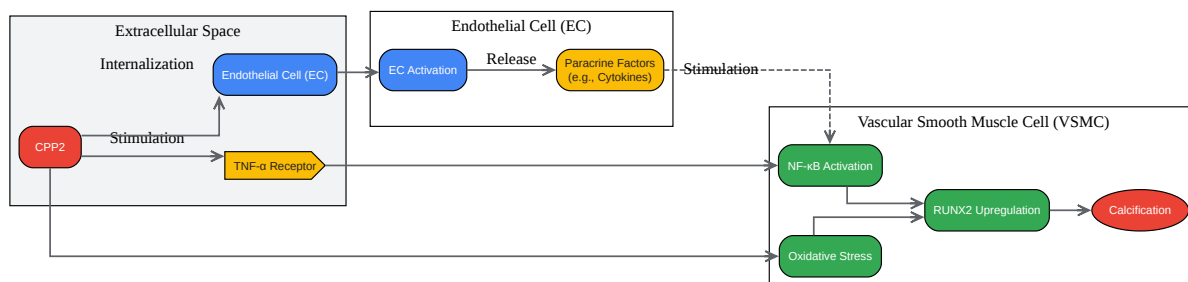 Extracellular Space
Internalization
Endothelial Cell (EC)
CPP2
Stimulation
TNF-α Receptor
Endothelial Cell (EC)
EC Activation
Release
Paracrine Factors
(e.g., Cytokines)
Stimulation
Vascular Smooth Muscle Cell (VSMC)
NF-κB Activation
RUNX2 Upregulation
Calcification
Oxidative Stress